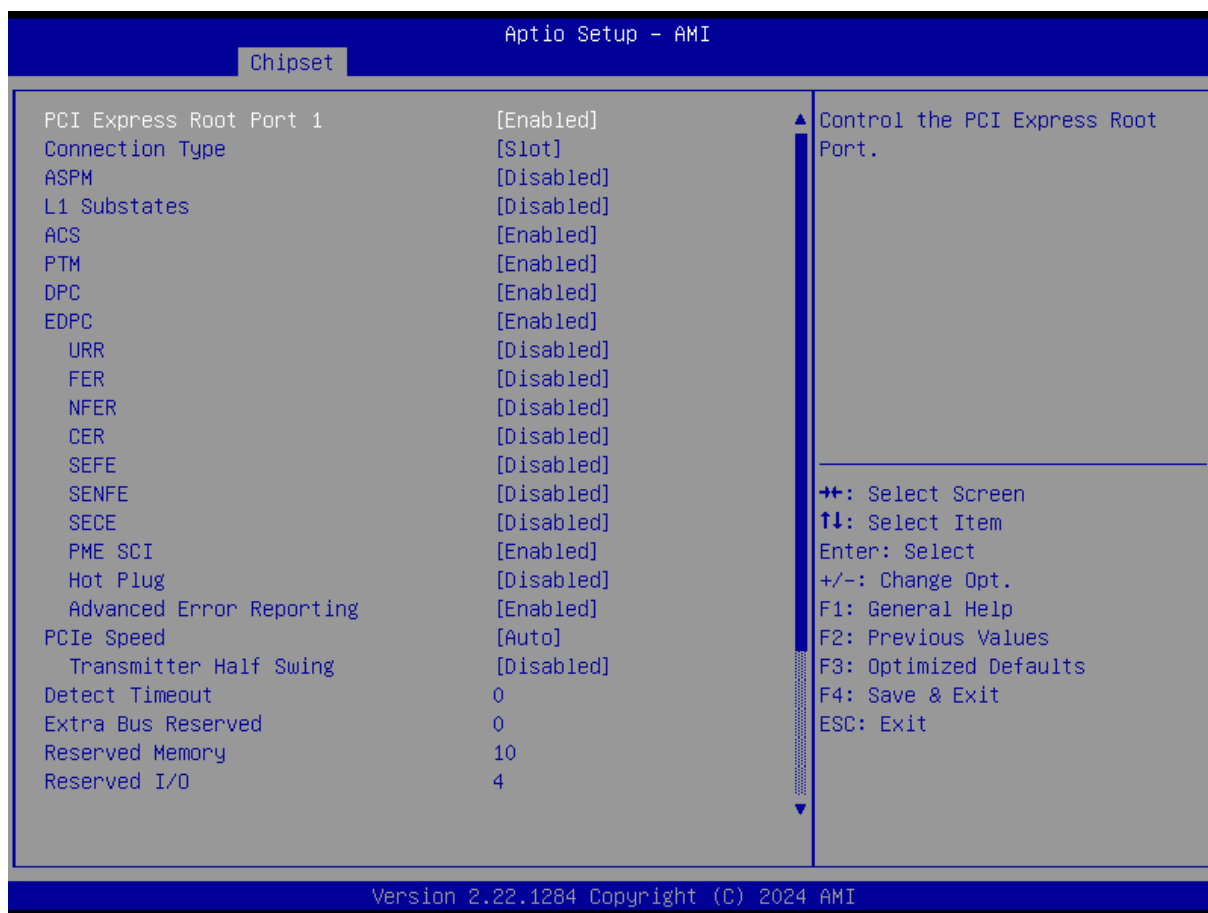 Aptio Setup – AMI
Chipset
PCI Express Root Port 1 [Enabled]
Connection Type [Slot]
ASPM [Disabled]
L1 Substates [Disabled]
ACS [Enabled]
PTM [Enabled]
DPC [Enabled]
EDPC [Enabled]
URR [Disabled]
FER [Disabled]
NFER [Disabled]
CER [Disabled]
SEFE [Disabled]
SENFE [Disabled]
SECE [Disabled]
PME SCI [Enabled]
Hot Plug [Disabled]
Advanced Error Reporting [Enabled]
PCIe Speed [Auto]
Transmitter Half Swing [Disabled]
Detect Timeout 0
Extra Bus Reserved 0
Reserved Memory 10
Reserved I/O 4
Control the PCI Express Root
Port.
→←: Select Screen
↑↓: Select Item
Enter: Select
+/-: Change Opt.
F1: General Help
F2: Previous Values
F3: Optimized Defaults
F4: Save & Exit
ESC: Exit
Version 2.22.1284 Copyright (C) 2024 AMI